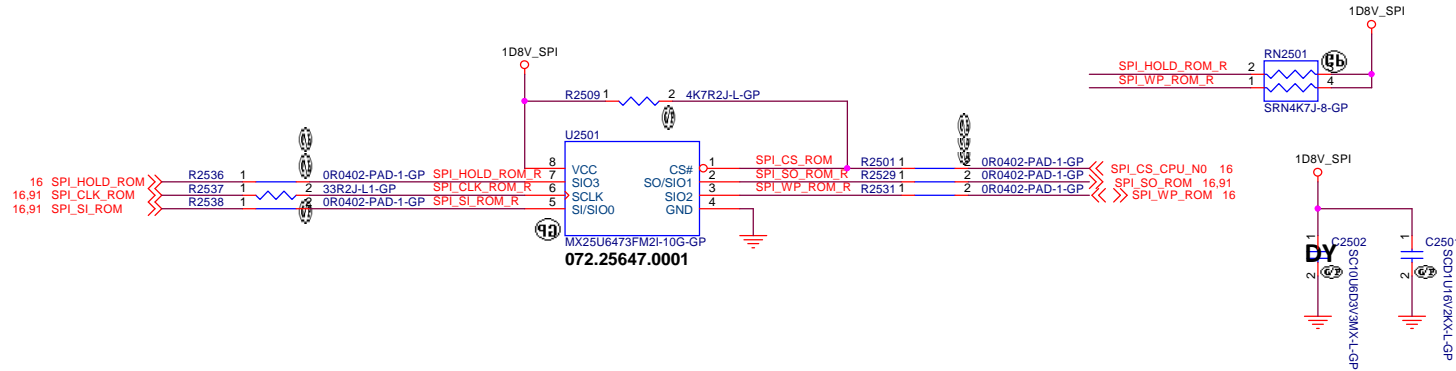 1D8V_SPI
R2509 1 2 4K7R2J-L-GP
U2501
8 VCC CS# 1 SPI_CS_ROM R2501 1 2 0R0402-PAD-1-GP SPI_CS_CPU_N0 16
16 SPI_HOLD_ROM R2536 1 2 0R0402-PAD-1-GP SPI_HOLD_ROM_R 7 SIO3 SO/SIO1 2 SPI_SO_ROM_R R2529 1 2 0R0402-PAD-1-GP SPI_SO_ROM 16,91
16,91 SPI_CLK_ROM R2537 1 2 33R2J-L1-GP SPI_CLK_ROM_R 6 SCLK SIO2 3 SPI_WP_ROM_R R2531 1 2 0R0402-PAD-1-GP SPI_WP_ROM 16
16,91 SPI_SI_ROM R2538 1 2 0R0402-PAD-1-GP SPI_SI_ROM_R 5 SI/SIO0 GND 4
MX25U6473FM2I-10G-GP
072.25647.0001
1D8V_SPI
RN2501
SPI_HOLD_ROM_R 2
SPI_WP_ROM_R 1 4
SRN4K7J-8-GP
1D8V_SPI
1 C2502
DY
2
SC10U6D3V3MX-L-GP
1 C2501
2
SCD1U16V2KX-L-GP